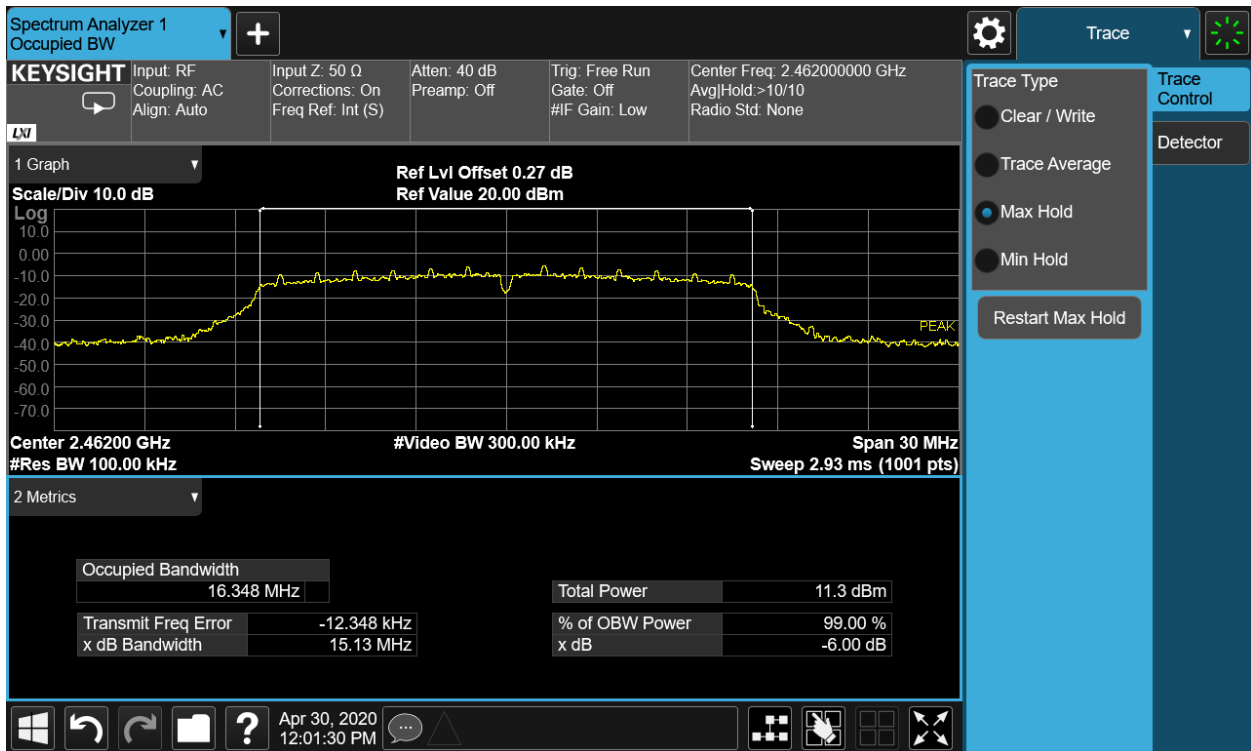 Spectrum Analyzer 1
Occupied BW
+
Trace
KEYSIGHT
LXI
Input: RF
Coupling: AC
Align: Auto
Input Z: 50 Ω
Corrections: On
Freq Ref: Int (S)
Atten: 40 dB
Preamp: Off
Trig: Free Run
Gate: Off
#IF Gain: Low
Center Freq: 2.462000000 GHz
Avg|Hold:>10/10
Radio Std: None
Trace Type
Clear / Write
Trace Average
Max Hold
Min Hold
Restart Max Hold
Trace
Control
Detector
1 Graph
Scale/Div 10.0 dB
Ref Lvl Offset 0.27 dB
Ref Value 20.00 dBm
Log
10.0
0.00
-10.0
-20.0
-30.0
-40.0
-50.0
-60.0
-70.0
PEAK
Center 2.46200 GHz
#Video BW 300.00 kHz
Span 30 MHz
#Res BW 100.00 kHz
Sweep 2.93 ms (1001 pts)
2 Metrics
Occupied Bandwidth
16.348 MHz
Total Power 11.3 dBm
Transmit Freq Error -12.348 kHz
% of OBW Power 99.00 %
x dB Bandwidth 15.13 MHz
x dB -6.00 dB
?
Apr 30, 2020
12:01:30 PM